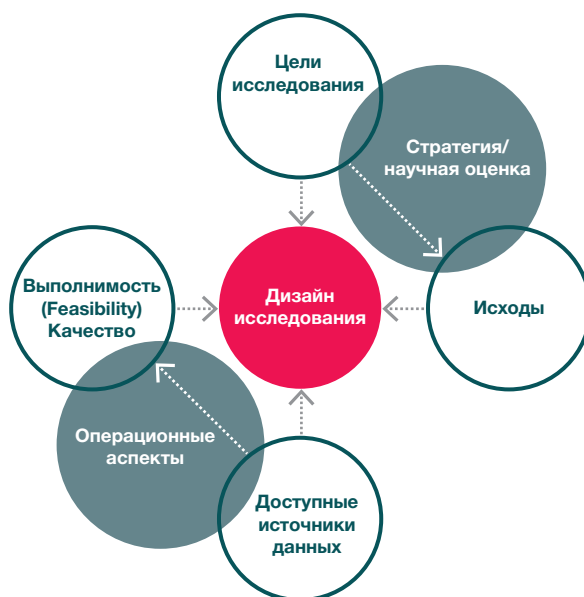 Цели
исследования
Стратегия/
научная оценка
Выполнимость
(Feasibility)
Качество
Дизайн
исследования
Исходы
Операционные
аспекты
Доступные
источники
данных